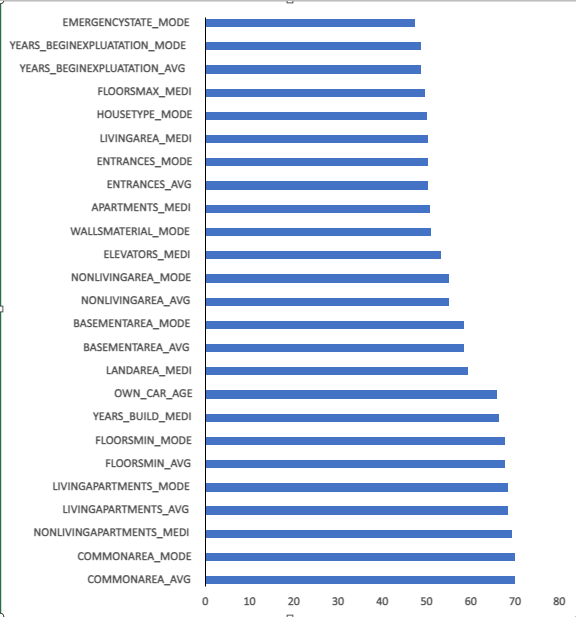 EMERGENCYSTATE_MODE
YEARS_BEGINEXPLUATATION_MODE
YEARS_BEGINEXPLUATATION_AVG
FLOORSMAX_MEDI
HOUSETYPE_MODE
LIVINGAREA_MEDI
ENTRANCES_MODE
ENTRANCES_AVG
APARTMENTS_MEDI
WALLSMATERIAL_MODE
ELEVATORS_MEDI
NONLIVINGAREA_MODE
NONLIVINGAREA_AVG
BASEMENTAREA_MODE
BASEMENTAREA_AVG
LANDAREA_MEDI
OWN_CAR_AGE
YEARS_BUILD_MEDI
FLOORSMIN_MODE
FLOORSMIN_AVG
LIVINGAPARTMENTS_MODE
LIVINGAPARTMENTS_AVG
NONLIVINGAPARTMENTS_MEDI
COMMONAREA_MODE
COMMONAREA_AVG
0 10 20 30 40 50 60 70 80